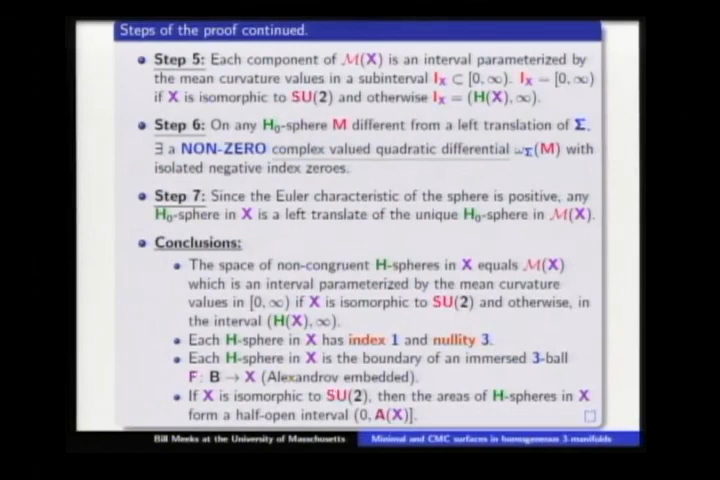 Steps of the proof continued.
• Step 5: Each component of M(X) is an interval parameterized by
the mean curvature values in a subinterval I_X ⊂ [0, ∞). I_X = [0, ∞)
if X is isomorphic to SU(2) and otherwise I_X = (H(X), ∞).
• Step 6: On any H₀-sphere M different from a left translation of Σ,
∃ a NON-ZERO complex valued quadratic differential ω_Σ(M) with
isolated negative index zeroes.
• Step 7: Since the Euler characteristic of the sphere is positive, any
H₀-sphere in X is a left translate of the unique H₀-sphere in M(X).
• Conclusions:
• The space of non-congruent H-spheres in X equals M(X)
which is an interval parameterized by the mean curvature
values in [0, ∞) if X is isomorphic to SU(2) and otherwise, in
the interval (H(X), ∞).
• Each H-sphere in X has index 1 and nullity 3.
• Each H-sphere in X is the boundary of an immersed 3-ball
F: B → X (Alexandrov embedded).
• If X is isomorphic to SU(2), then the areas of H-spheres in X
form a half-open interval (0, A(X)].
Bill Meeks at the University of Massachusetts
Minimal and CMC surfaces in homogeneous 3-manifolds